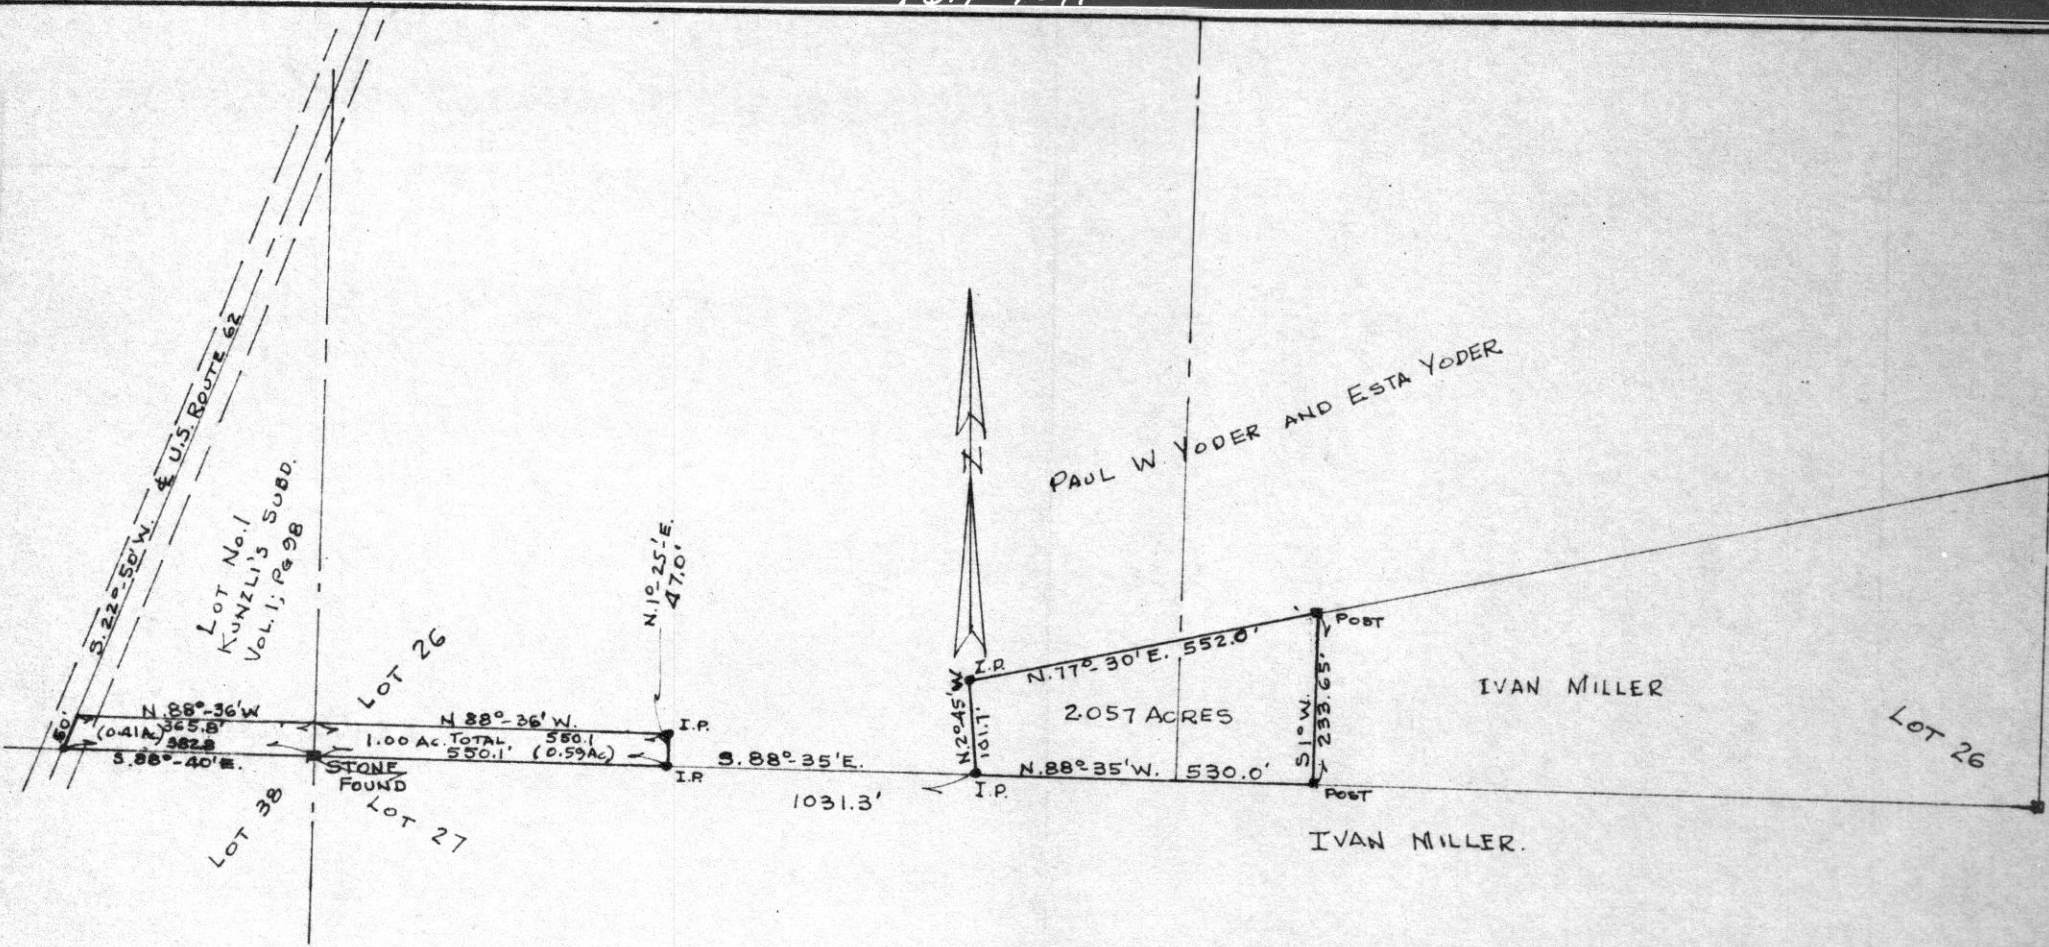 ℄ U.S. ROUTE 62
S. 22°-50' W.
LOT No. 1
KUNZLI'S SUBD.
VOL. 1; PG 98
LOT 26
N. 1°-25'-E.
47.0'
N
PAUL W. YODER AND ESTA YODER
POST
I.P.
N. 77°-30' E. 552.0'
N. 2°45' W
101.7'
2.057 ACRES
S 1° W.
233.65'
IVAN MILLER
LOT 26
N. 88°-36' W
365.8'
50'
(0.41 Ac)
382.8
S. 88°-40' E.
N 88°-36' W.
550.1
I.P.
1.00 AC. TOTAL
550.1' (0.59 Ac)
I.P.
STONE
FOUND
S. 88°-35' E.
1031.3'
I.P.
N. 88°35' W. 530.0'
POST
LOT 38
LOT 27
IVAN MILLER.